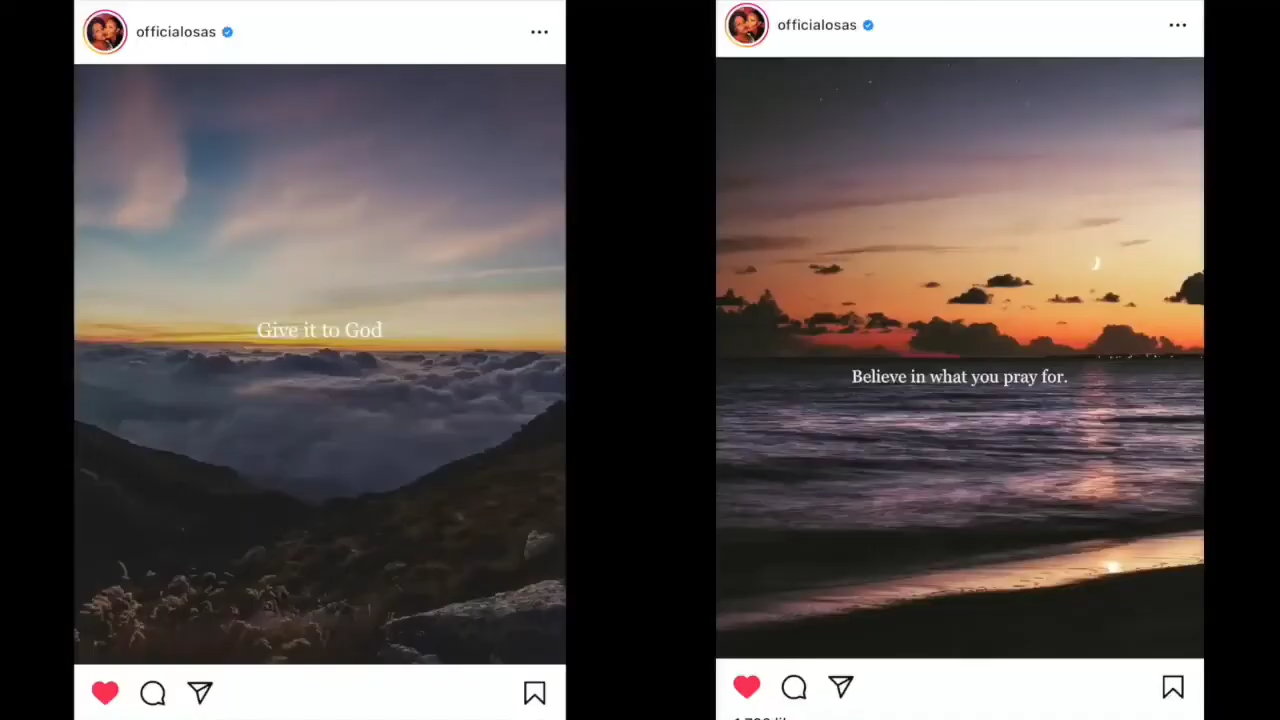 officialosas
Give it to God
officialosas
Believe in what you pray for.